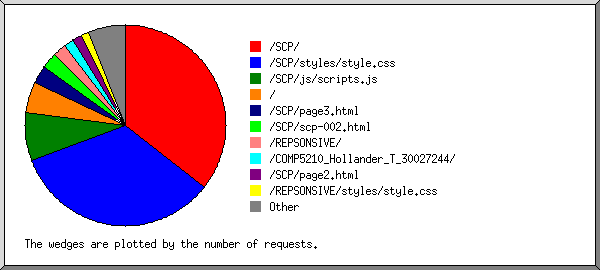 /SCP/
/SCP/styles/style.css
/SCP/js/scripts.js
/
/SCP/page3.html
/SCP/scp-002.html
/REPSONSIVE/
/COMP5210_Hollander_T_30027244/
/SCP/page2.html
/REPSONSIVE/styles/style.css
Other
The wedges are plotted by the number of requests.